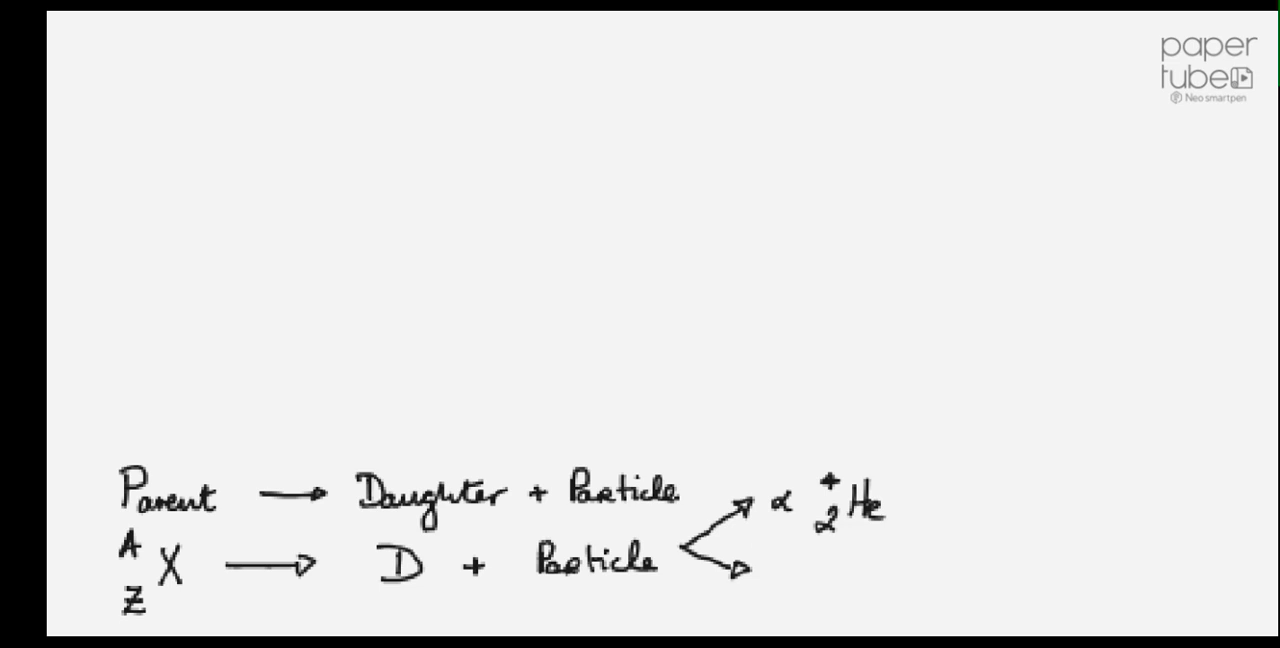 paper
tube
Neo smartpen
Parent → Daughter + Particle
α ⁴₂He
ᴬ_Z X → D + Particle